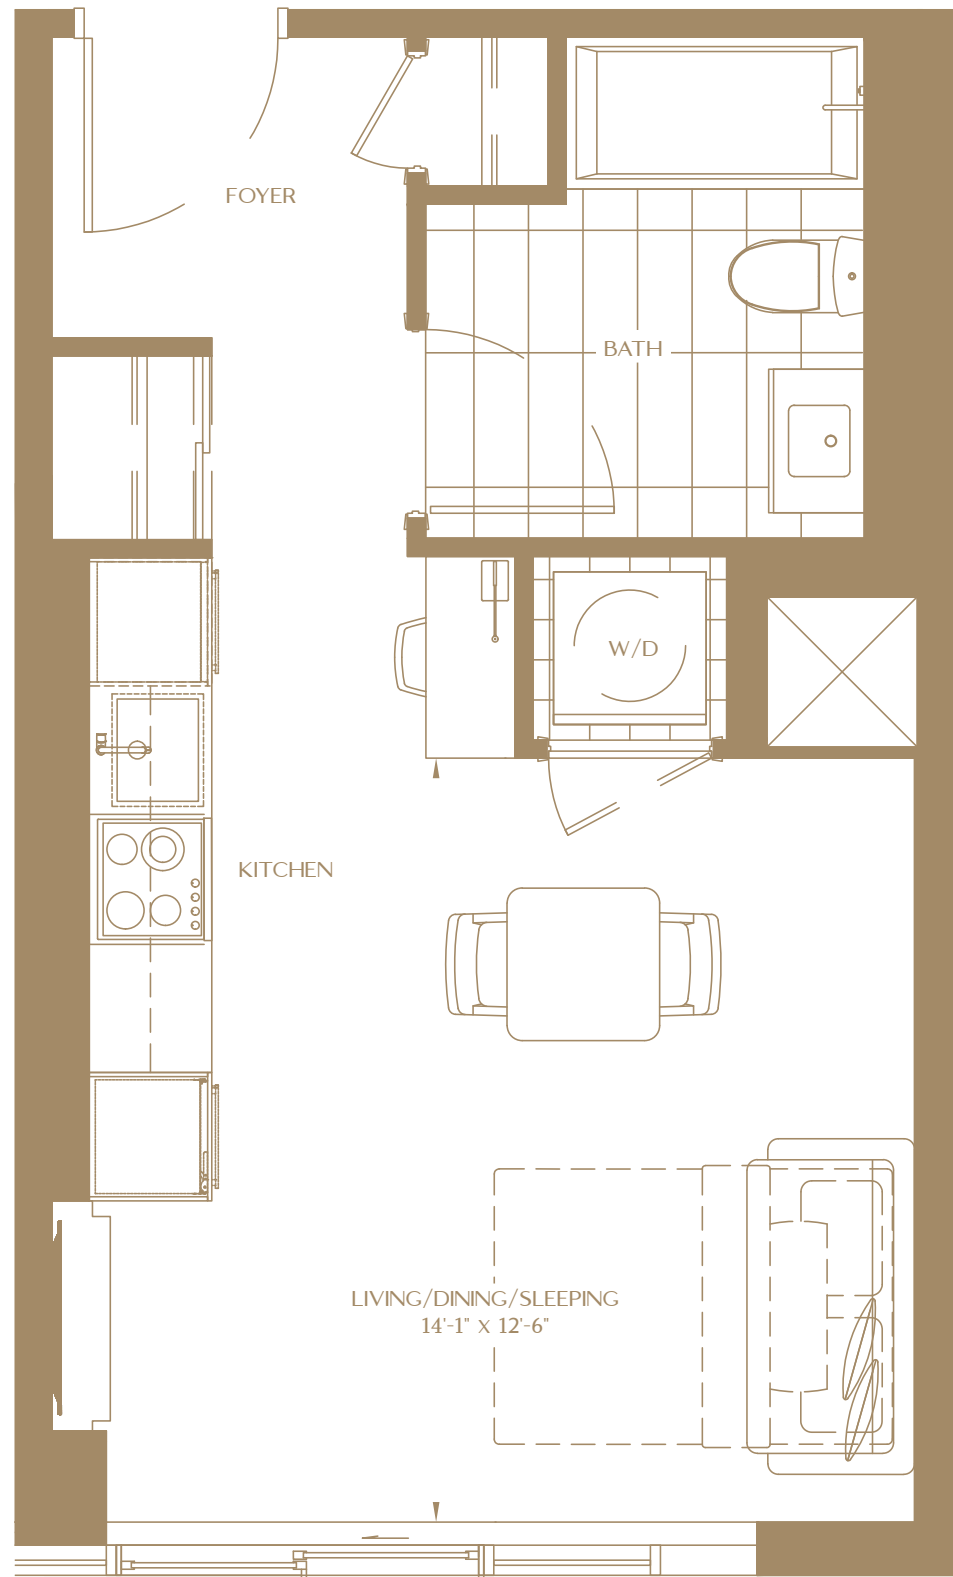 FOYER
BATH
W/D
KITCHEN
LIVING/DINING/SLEEPING
14'-1" X 12'-6"